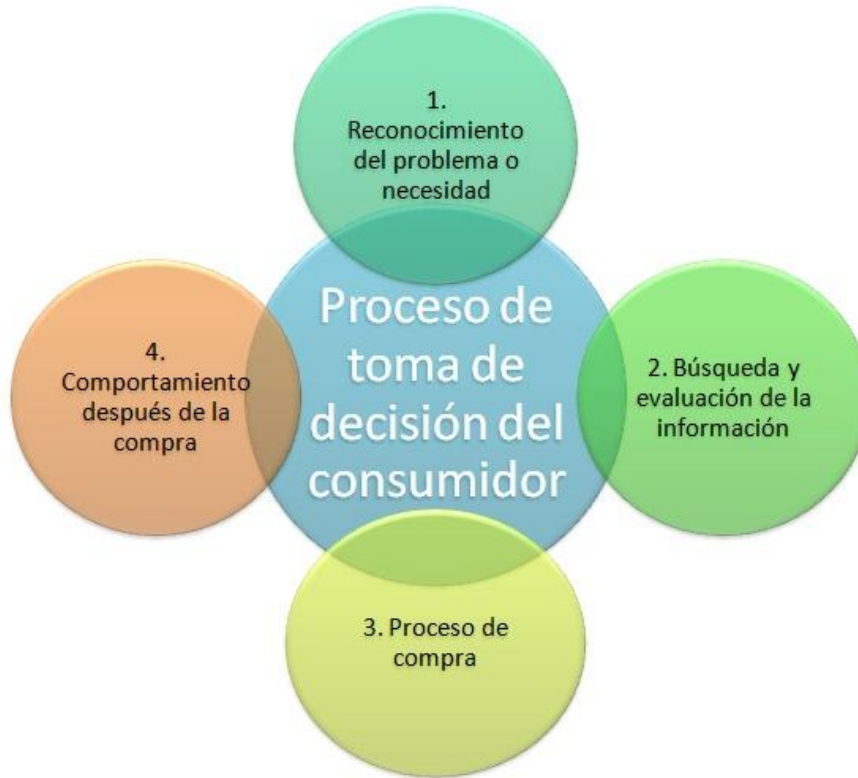 1.
Reconocimiento
del problema o
necesidad
Proceso de
toma de
decisión del
consumidor
2. Búsqueda y
evaluación de la
información
3. Proceso de
compra
4.
Comportamiento
después de la
compra